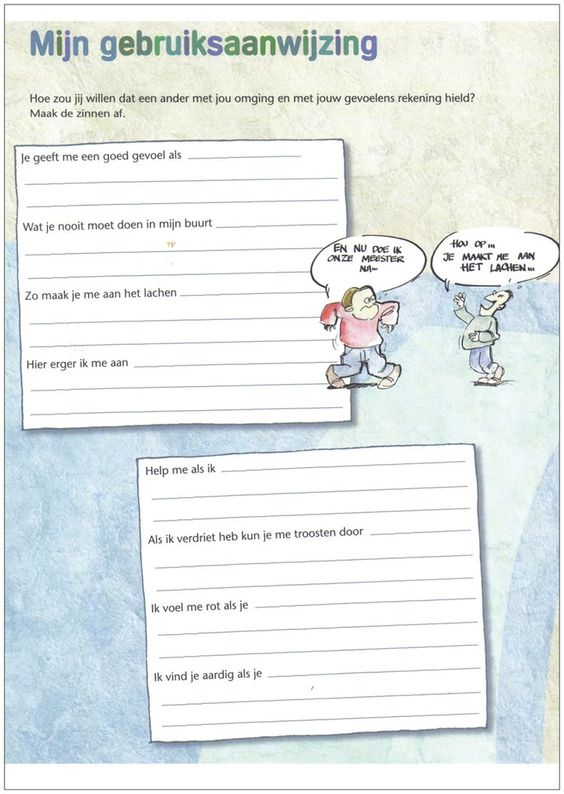 Mijn gebruiksaanwijzing
Hoe zou jij willen dat een ander met jou omging en met jouw gevoelens rekening hield?
Maak de zinnen af.
Je geeft me een goed gevoel als
Wat je nooit moet doen in mijn buurt
Zo maak je me aan het lachen
Hier erger ik me aan
EN NU DOE IK
ONZE MEESTER
NA...
HOU OP...
JE MAAKT ME AAN
HET LACHEN...
Help me als ik
Als ik verdriet heb kun je me troosten door
Ik voel me rot als je
Ik vind je aardig als je